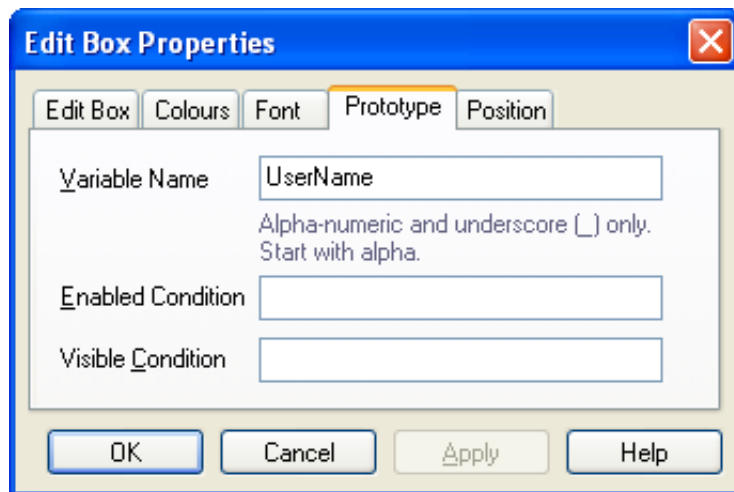 Edit Box Properties
Edit Box Colours Font Prototype Position
Variable Name UserName
Alpha-numeric and underscore (_) only.
Start with alpha.
Enabled Condition
Visible Condition
OK Cancel Apply Help